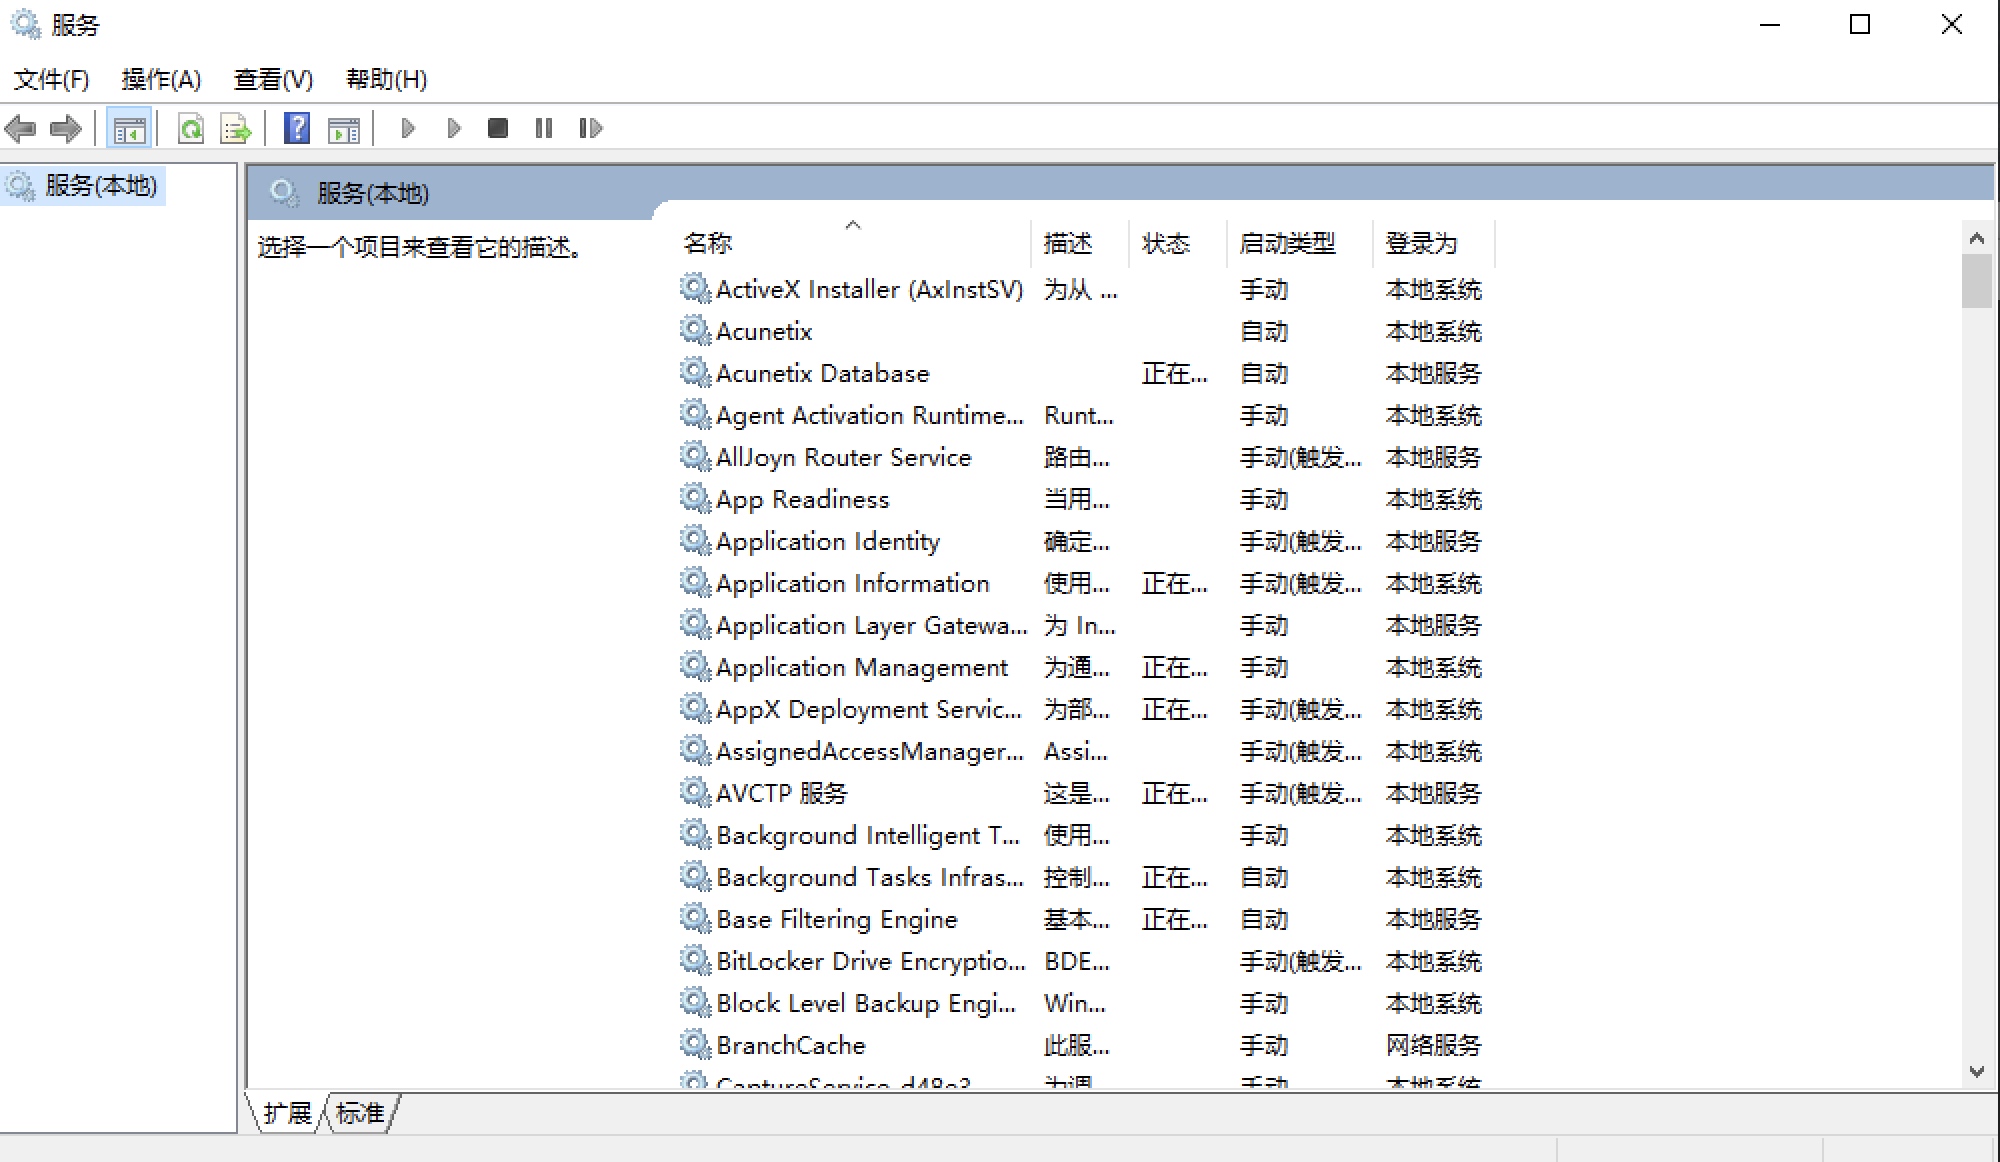 服务
文件(F) 操作(A) 查看(V) 帮助(H)
服务(本地)
服务(本地)
选择一个项目来查看它的描述。
名称 描述 状态 启动类型 登录为
ActiveX Installer (AxInstSV) 为从 ... 手动 本地系统
Acunetix 自动 本地系统
Acunetix Database 正在... 自动 本地服务
Agent Activation Runtime... Runt... 手动 本地系统
AllJoyn Router Service 路由... 手动(触发... 本地服务
App Readiness 当用... 手动 本地系统
Application Identity 确定... 手动(触发... 本地服务
Application Information 使用... 正在... 手动(触发... 本地系统
Application Layer Gatewa... 为 In... 手动 本地服务
Application Management 为通... 正在... 手动 本地系统
AppX Deployment Servic... 为部... 正在... 手动(触发... 本地系统
AssignedAccessManager... Assi... 手动(触发... 本地系统
AVCTP 服务 这是... 正在... 手动(触发... 本地服务
Background Intelligent T... 使用... 手动 本地系统
Background Tasks Infras... 控制... 正在... 自动 本地系统
Base Filtering Engine 基本... 正在... 自动 本地服务
BitLocker Drive Encryptio... BDE... 手动(触发... 本地系统
Block Level Backup Engi... Win... 手动 本地系统
BranchCache 此服... 手动 网络服务
CaptureService_d48e3 为调 手动 本地系统
扩展 标准